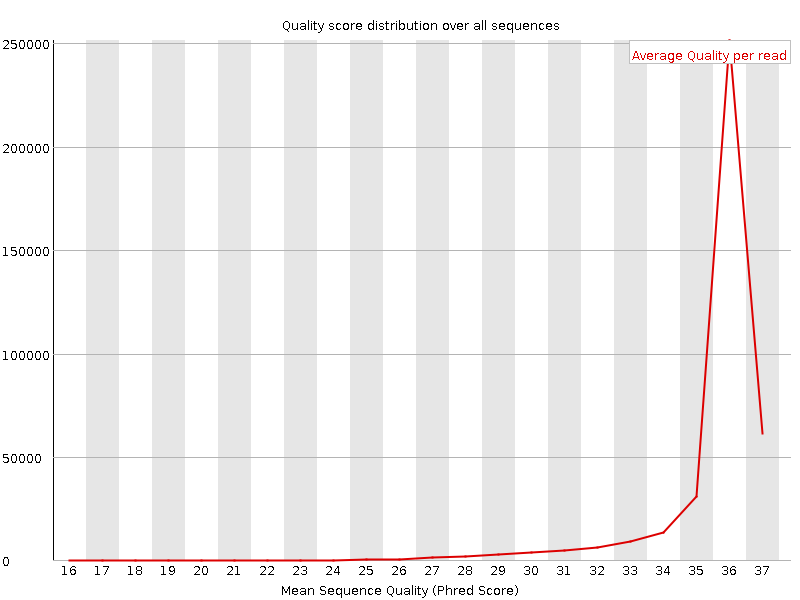 Quality score distribution over all sequences
Average Quality per read
250000
200000
150000
100000
50000
0
16 17 18 19 20 21 22 23 24 25 26 27 28 29 30 31 32 33 34 35 36 37
Mean Sequence Quality (Phred Score)